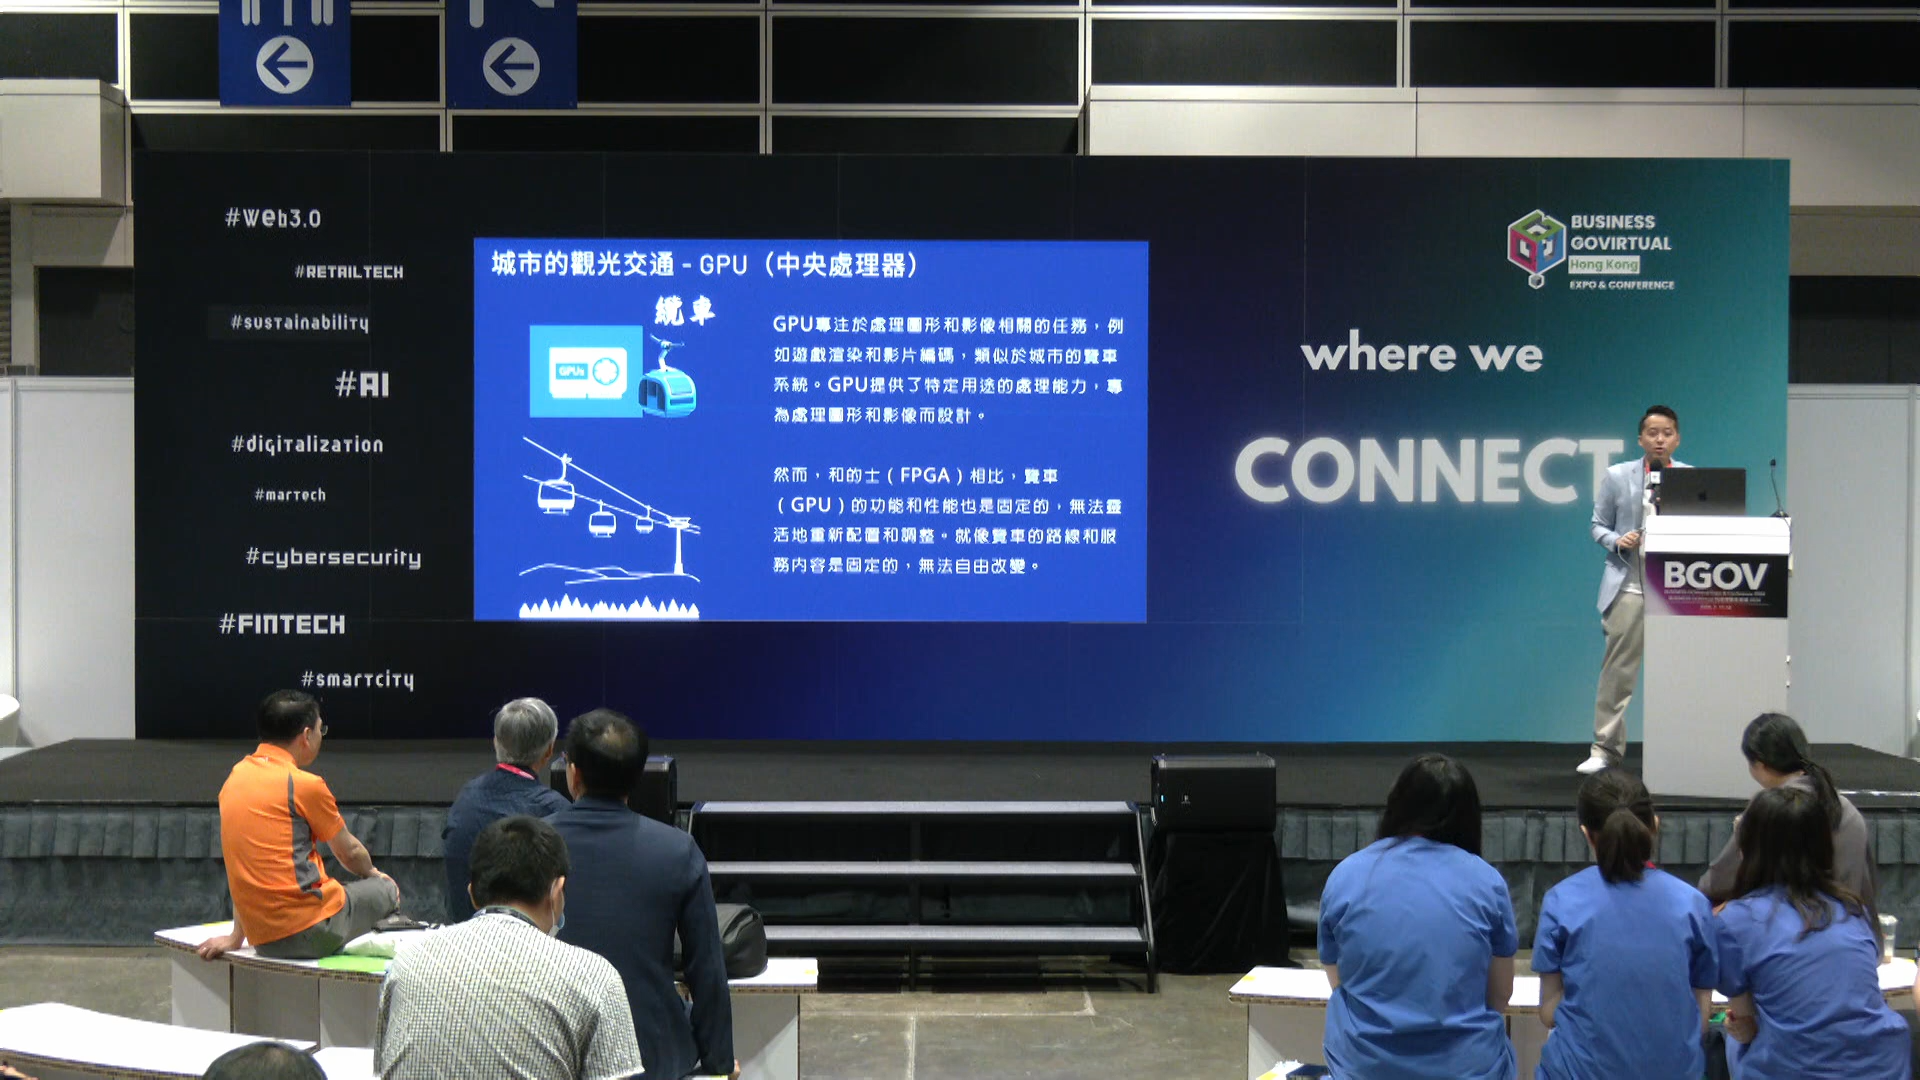 #Web3.0
#RETAILTECH
#sustainability
#AI
#digitalization
#martech
#cybersecurity
#FINTECH
#smartcity
城市的觀光交通 - GPU（中央處理器）
纜車
GPUs
GPU專注於處理圖形和影像相關的任務，例
如遊戲渲染和影片編碼，類似於城市的覽車
系統。GPU提供了特定用途的處理能力，專
為處理圖形和影像而設計。
然而，和的士（FPGA）相比，覽車
（GPU）的功能和性能也是固定的，無法靈
活地重新配置和調整。就像覽車的路線和服
務內容是固定的，無法自由改變。
BUSINESS
GOVIRTUAL
Hong Kong
EXPO & CONFERENCE
where we
CONNECT
BGOV